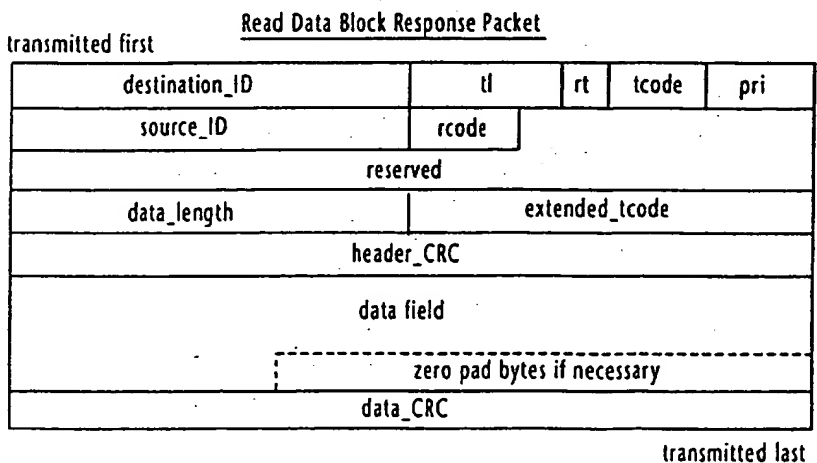 Read Data Block Response Packet
transmitted first
destination_ID tl rt tcode pri
source_ID rcode
reserved
data_length extended_tcode
header_CRC
data field
zero pad bytes if necessary
data_CRC
transmitted last